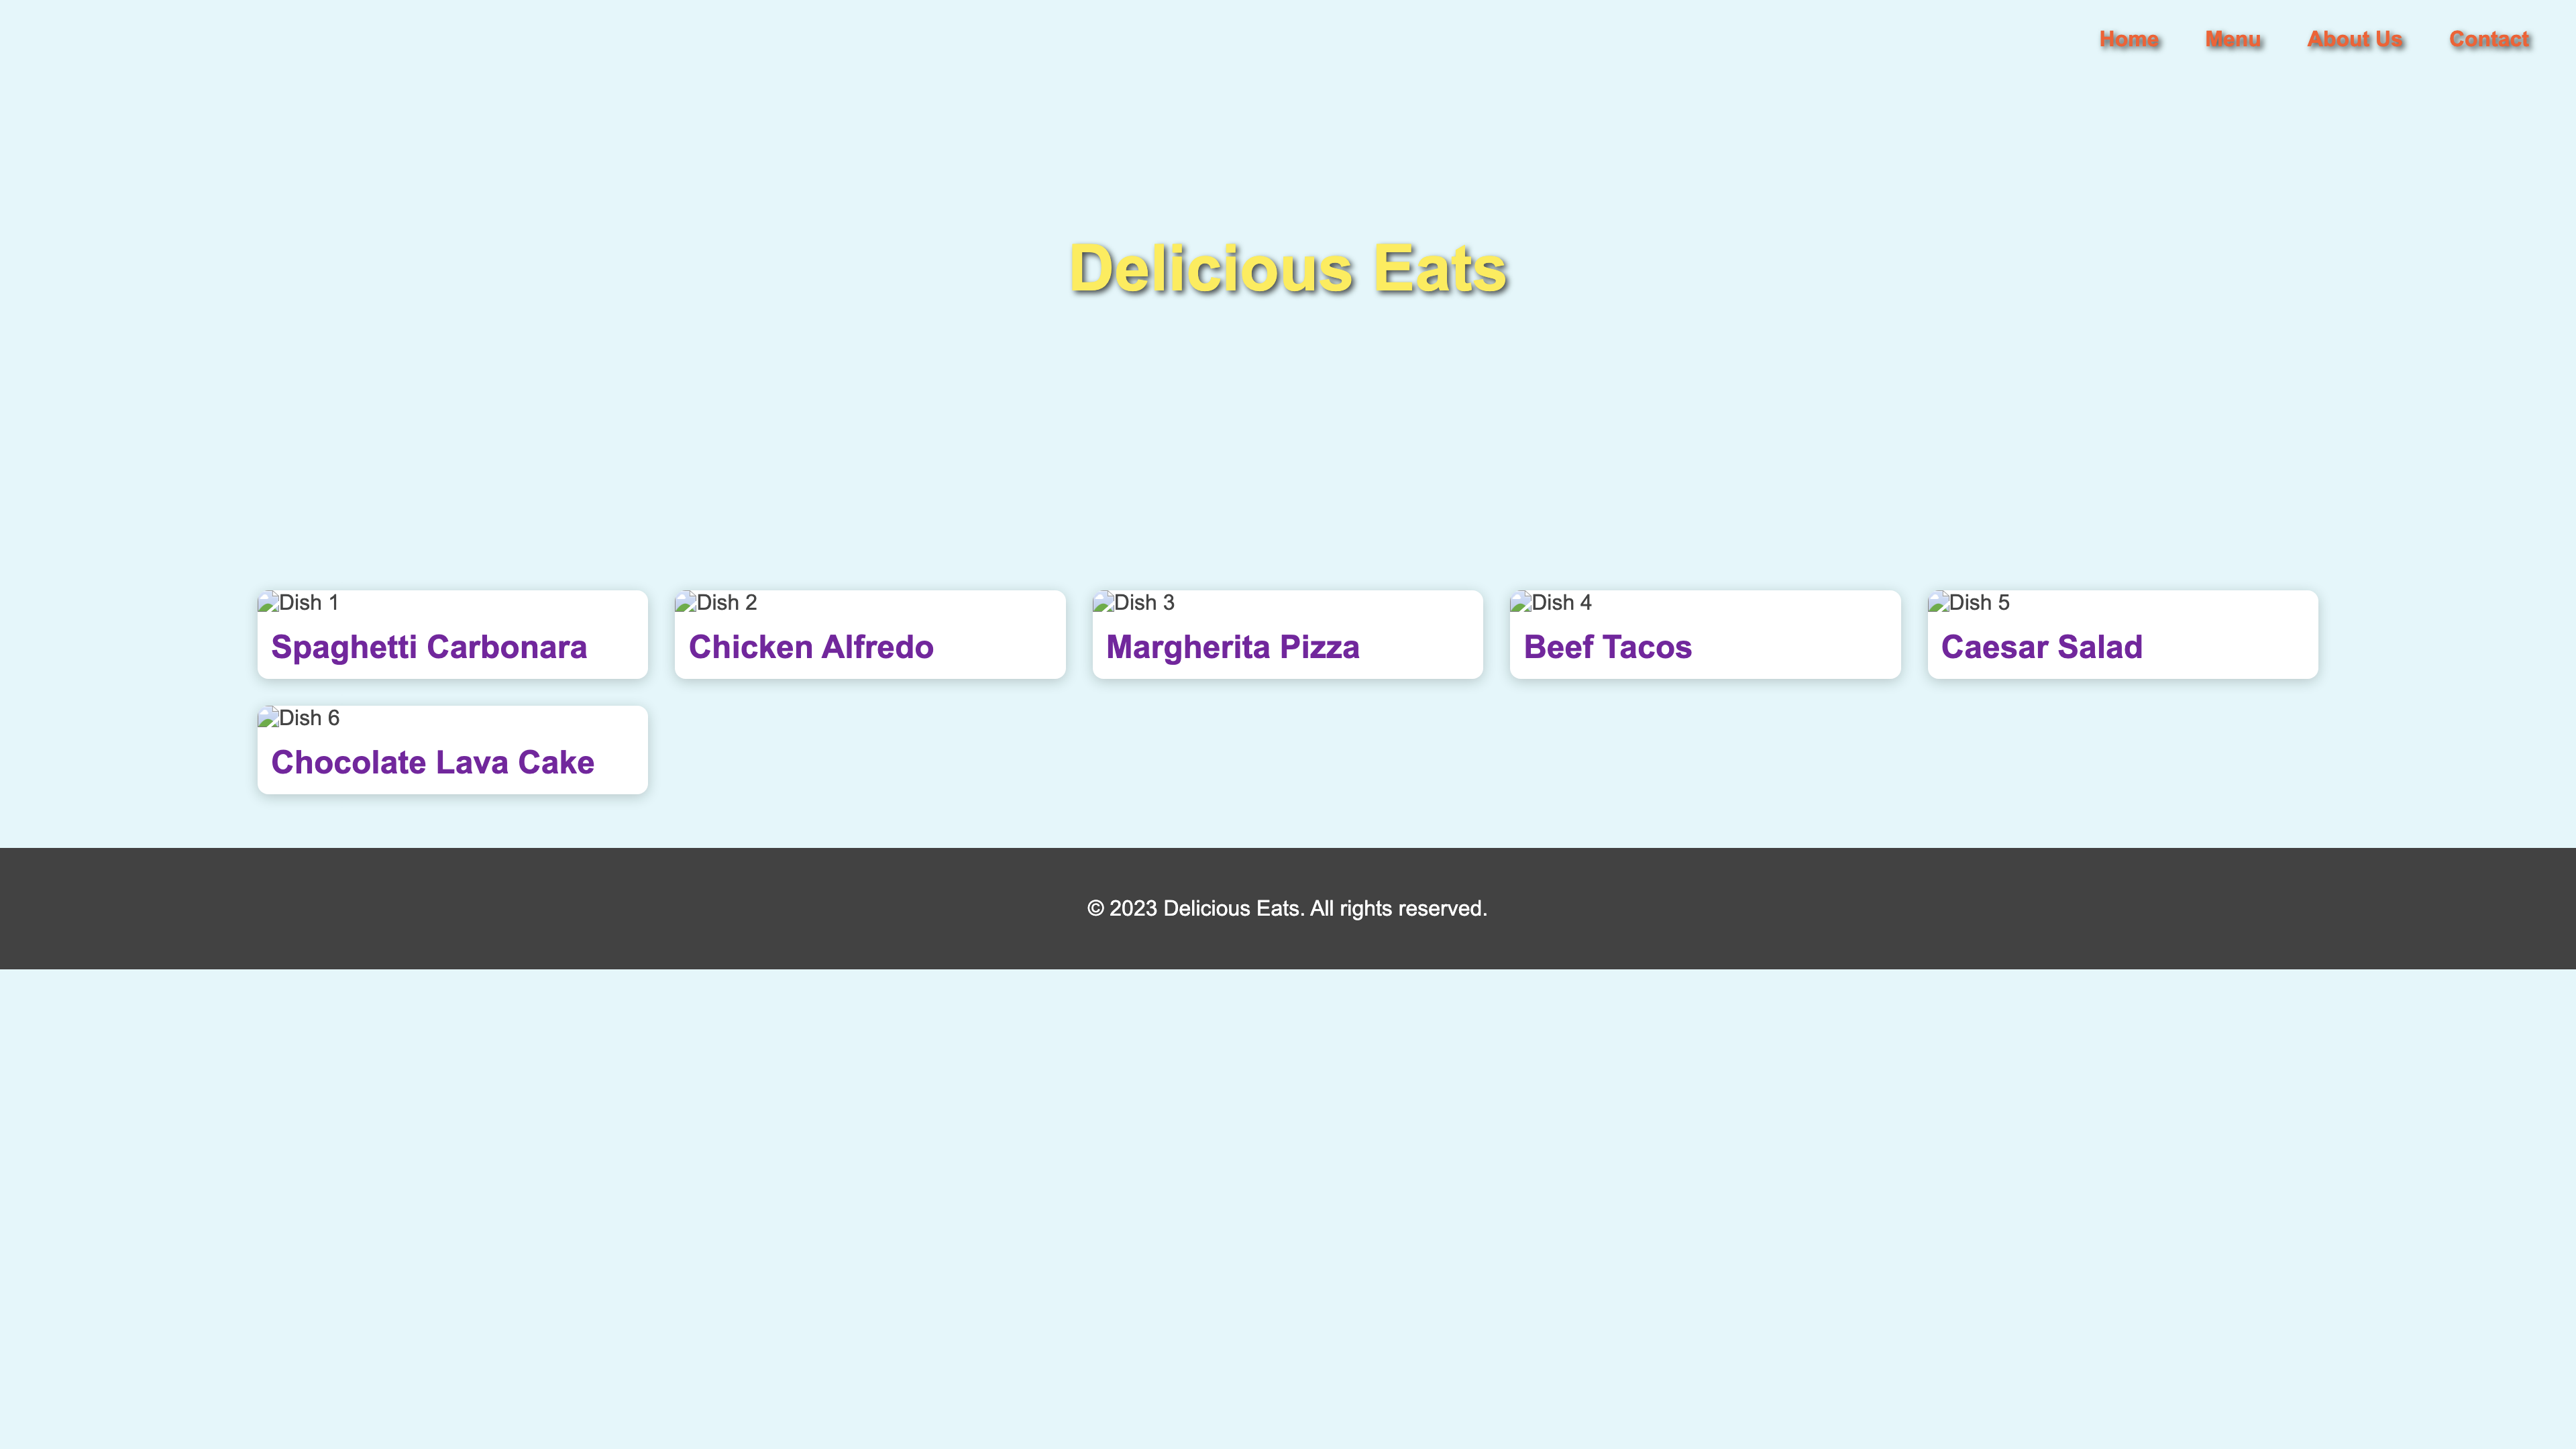 Home Menu About Us Contact
Delicious Eats
Dish 1
Spaghetti Carbonara
Dish 2
Chicken Alfredo
Dish 3
Margherita Pizza
Dish 4
Beef Tacos
Dish 5
Caesar Salad
Dish 6
Chocolate Lava Cake
© 2023 Delicious Eats. All rights reserved.